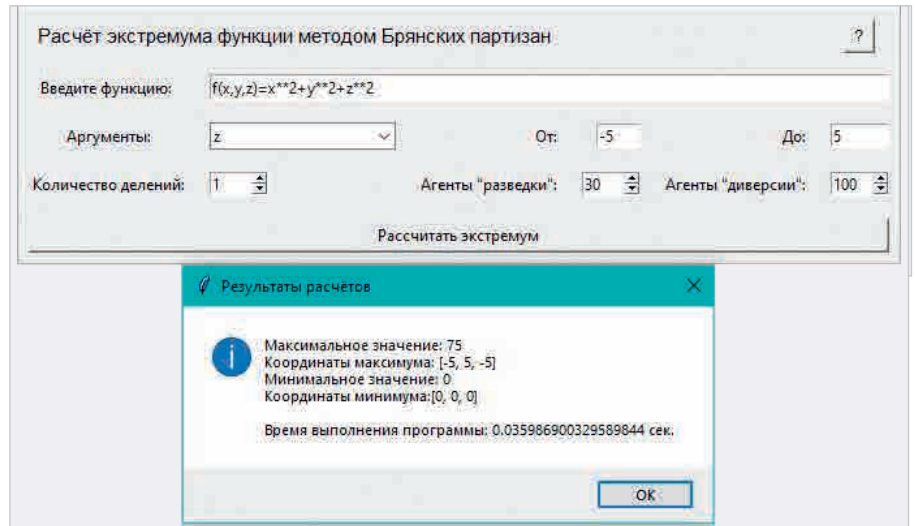 Расчёт экстремума функции методом Брянских партизан ?
Введите функцию: f(x,y,z)=x**2+y**2+z**2
Аргументы: z От: -5 До: 5
Количество делений: 1 Агенты "разведки": 30 Агенты "диверсии": 100
Рассчитать экстремум
Результаты расчётов
Максимальное значение: 75
Координаты максимума: [-5, 5, -5]
Минимальное значение: 0
Координаты минимума:[0, 0, 0]
Время выполнения программы: 0.035986900329589844 сек.
OK